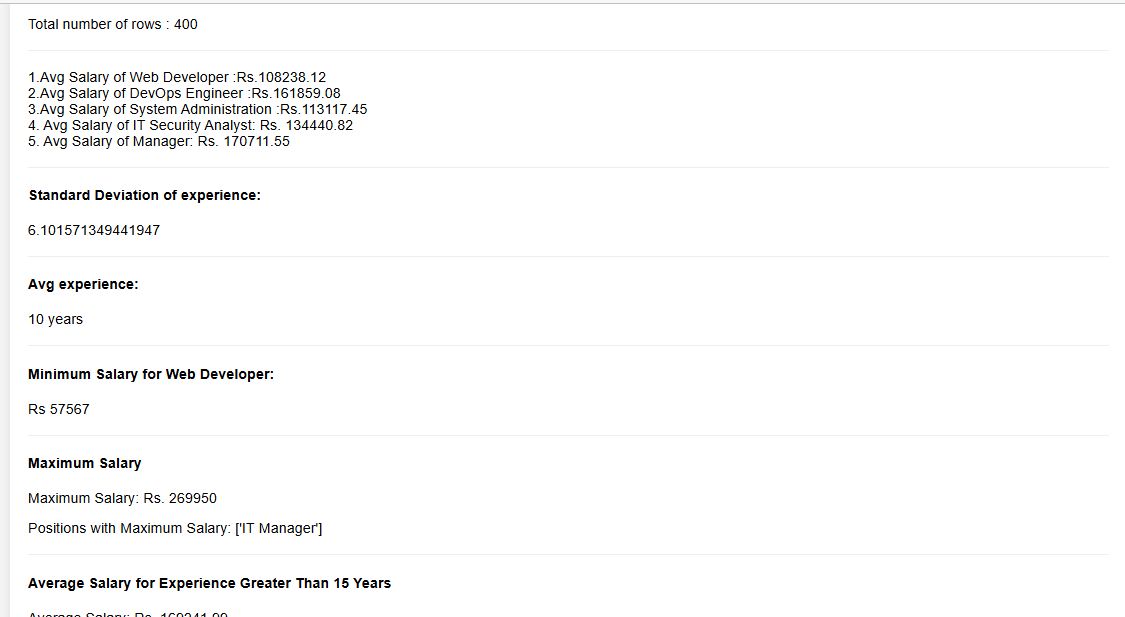 Total number of rows : 400
1.Avg Salary of Web Developer :Rs.108238.12
2.Avg Salary of DevOps Engineer :Rs.161859.08
3.Avg Salary of System Administration :Rs.113117.45
4. Avg Salary of IT Security Analyst: Rs. 134440.82
5. Avg Salary of Manager: Rs. 170711.55
Standard Deviation of experience:
6.101571349441947
Avg experience:
10 years
Minimum Salary for Web Developer:
Rs 57567
Maximum Salary
Maximum Salary: Rs. 269950
Positions with Maximum Salary: ['IT Manager']
Average Salary for Experience Greater Than 15 Years
Average Salary: Rs.